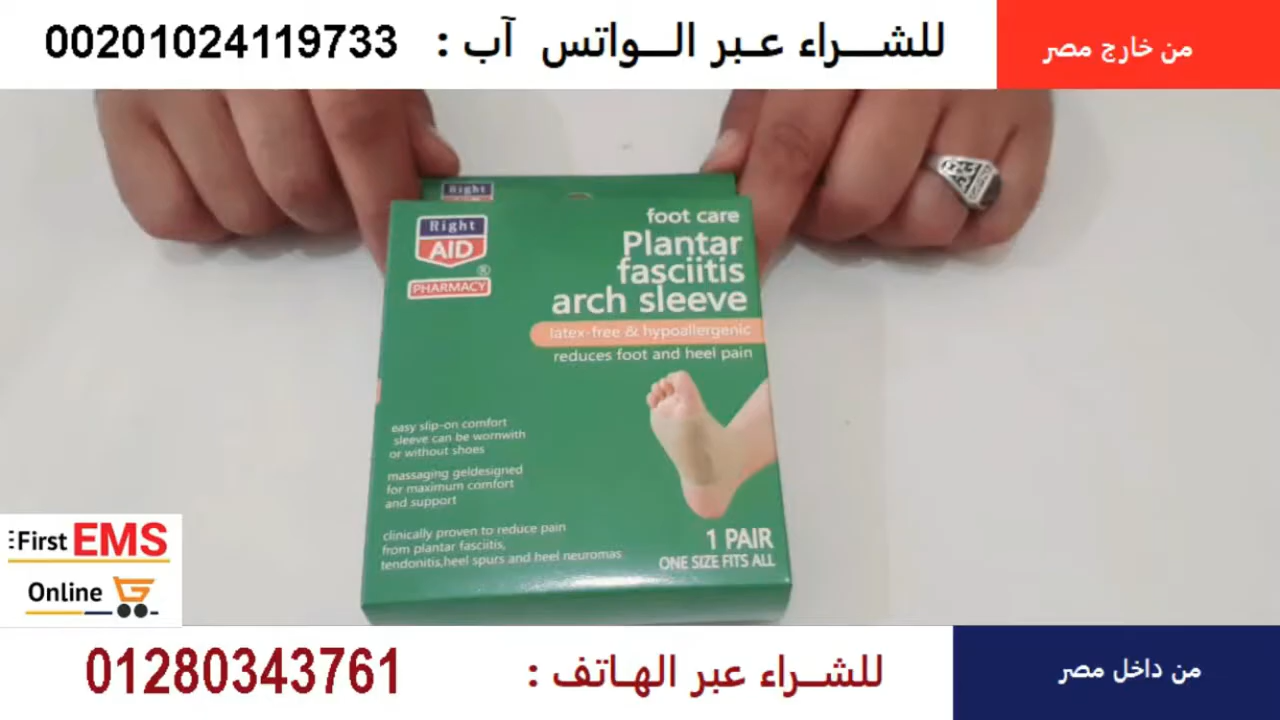 من خارج مصر
للشـــراء عـبر الـــواتس آب : 00201024119733
Right
Right
AID
®
PHARMACY
foot care
Plantar
fasciitis
arch sleeve
latex-free & hypoallergenic
reduces foot and heel pain
easy slip-on comfort
sleeve can be wornwith
or without shoes
massaging geldesigned
for maximum comfort
and support
clinically proven to reduce pain
from plantar fasciitis,
tendonitis,heel spurs and heel neuromas
1 PAIR
ONE SIZE FITS ALL
First EMS
Online
من داخل مصر
للشـــراء عبر الهـاتف : 01280343761